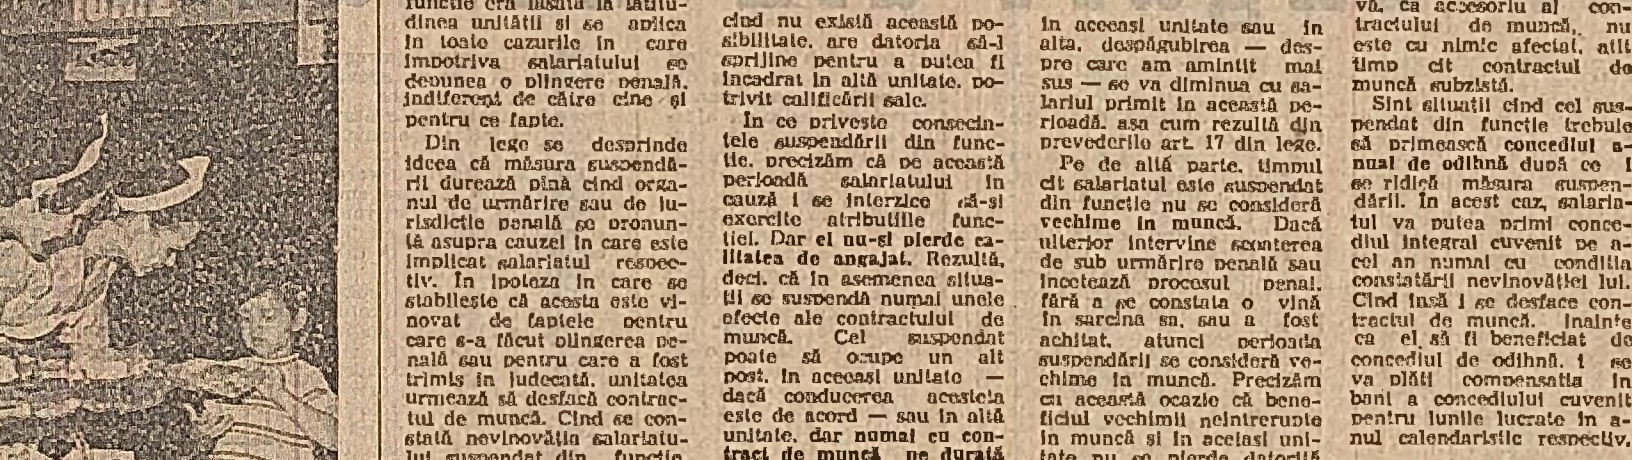 funcție era lăsată la latitu-
dinea unității și se aplica
în toate cazurile în care
împotriva salariatului se
depunea o plîngere penală,
indiferent de către cine și
pentru ce fapte.
Din lege se desprinde
ideea că măsura suspendă-
rii durează pînă cînd orga-
nul de urmărire sau de ju-
risdicție penală se pronun-
ță asupra cauzei în care este
implicat salariatul respec-
tiv. În ipoteza în care se
stabilește că acesta este vi-
novat de faptele pentru
care s-a făcut plîngerea pe-
nală sau pentru care a fost
trimis în judecată, unitatea
urmează să desfacă contrac-
tul de muncă. Cînd se con-
stată nevinovăția salariatu-
lui suspendat din funcție,
cînd nu există această po-
sibilitate, are datoria să-l
sprijine pentru a putea fi
încadrat în altă unitate, po-
trivit calificării sale.
În ce privește consecin-
țele suspendării din func-
ție, precizăm că pe această
perioadă salariatului în
cauză i se interzice să-și
exercite atribuțiile func-
ției. Dar el nu-și pierde ca-
litatea de angajat. Rezultă,
deci, că în asemenea situa-
ții se suspendă numai unele
efecte ale contractului de
muncă. Cel suspendat
poate să ocupe un alt
post, în aceeași unitate —
dacă conducerea acesteia
este de acord — sau în altă
unitate, dar numai cu con-
tract de muncă pe durată
în aceeași unitate sau în
alta, despăgubirea — des-
pre care am amintit mai
sus — se va diminua cu sa-
lariul primit în această pe-
rioadă, așa cum rezultă din
prevederile art. 17 din lege.
Pe de altă parte, timpul
cît salariatul este suspendat
din funcție nu se consideră
vechime în muncă. Dacă
ulterior intervine scoaterea
de sub urmărire penală sau
încetează procesul penal,
fără a se constata o vină
în sarcina sa, sau a fost
achitat, atunci perioada
suspendării se consideră ve-
chime în muncă. Precizăm
cu această ocazie că bene-
ficiul vechimii neîntrerupte
în muncă și în aceiași uni-
tate nu se pierde datorită
vă, ca accesoriu al con-
tractului de muncă, nu
este cu nimic afectat, atît
timp cît contractul de
muncă subzistă.
Sînt situații cînd cel sus-
pendat din funcție trebuie
să primească concediul a-
nual de odihnă după ce i
se ridică măsura suspen-
dării. În acest caz, salaria-
tul va putea primi conce-
diul integral cuvenit pe a-
cel an numai cu condiția
constatării nevinovăției lui.
Cînd însă i se desface con-
tractul de muncă, înainte
ca el să fi beneficiat de
concediul de odihnă, i se
va plăti compensația în
bani a concediului cuvenit
pentru lunile lucrate în a-
nul calendaristic respectiv.